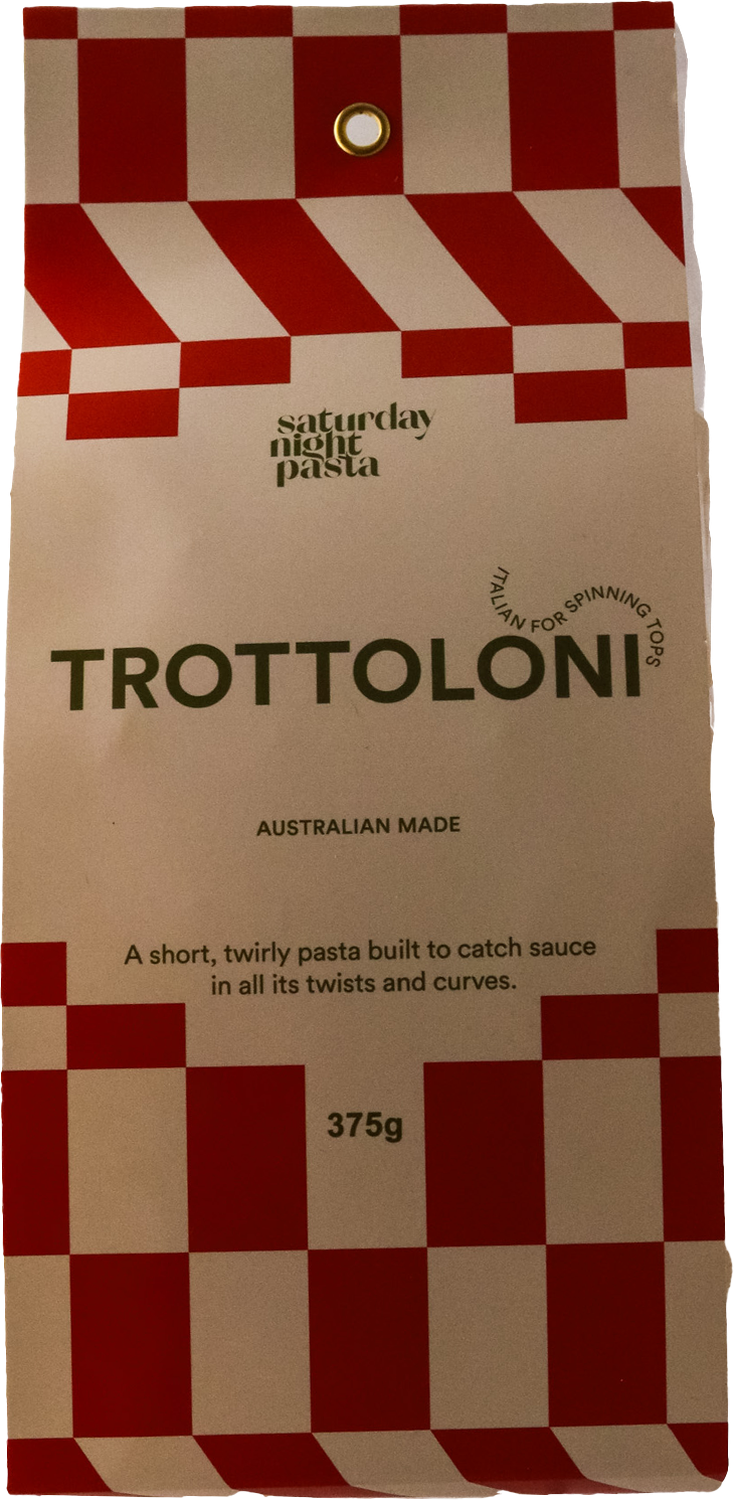 saturday
night
pasta
ITALIAN FOR SPINNING TOPS
TROTTOLONI
AUSTRALIAN MADE
A short, twirly pasta built to catch sauce
in all its twists and curves.
375g